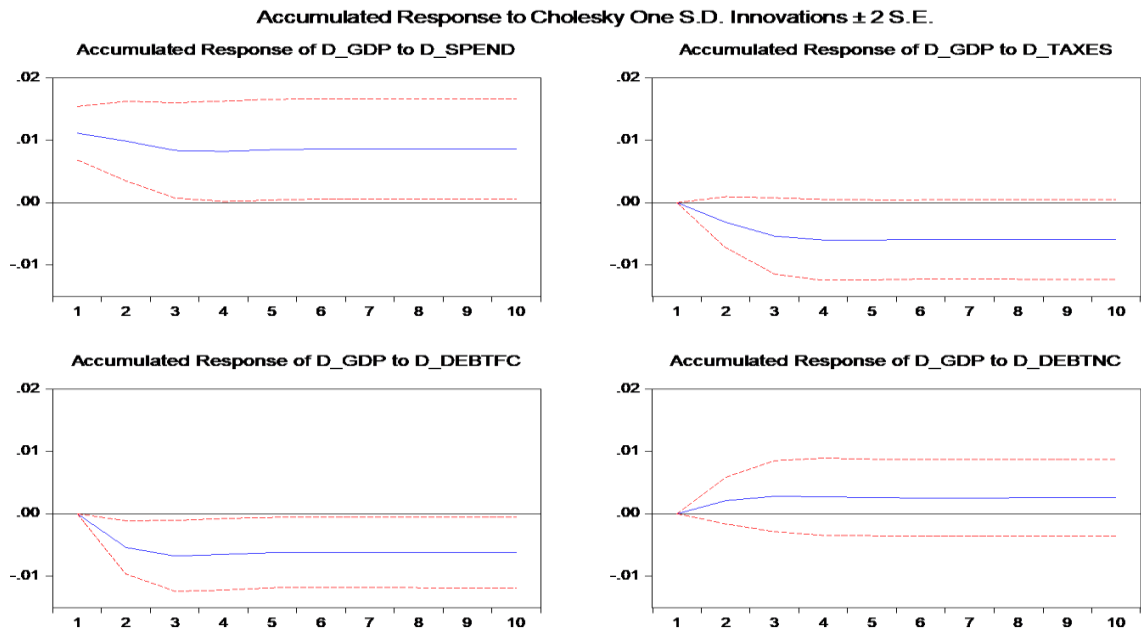 Accumulated Response to Cholesky One S.D. Innovations ± 2 S.E.
Accumulated Response of D_GDP to D_SPEND
.02
.01
.00
-.01
1 2 3 4 5 6 7 8 9 10
Accumulated Response of D_GDP to D_TAXES
.02
.01
.00
-.01
1 2 3 4 5 6 7 8 9 10
Accumulated Response of D_GDP to D_DEBTFC
.02
.01
.00
-.01
1 2 3 4 5 6 7 8 9 10
Accumulated Response of D_GDP to D_DEBTNC
.02
.01
.00
-.01
1 2 3 4 5 6 7 8 9 10